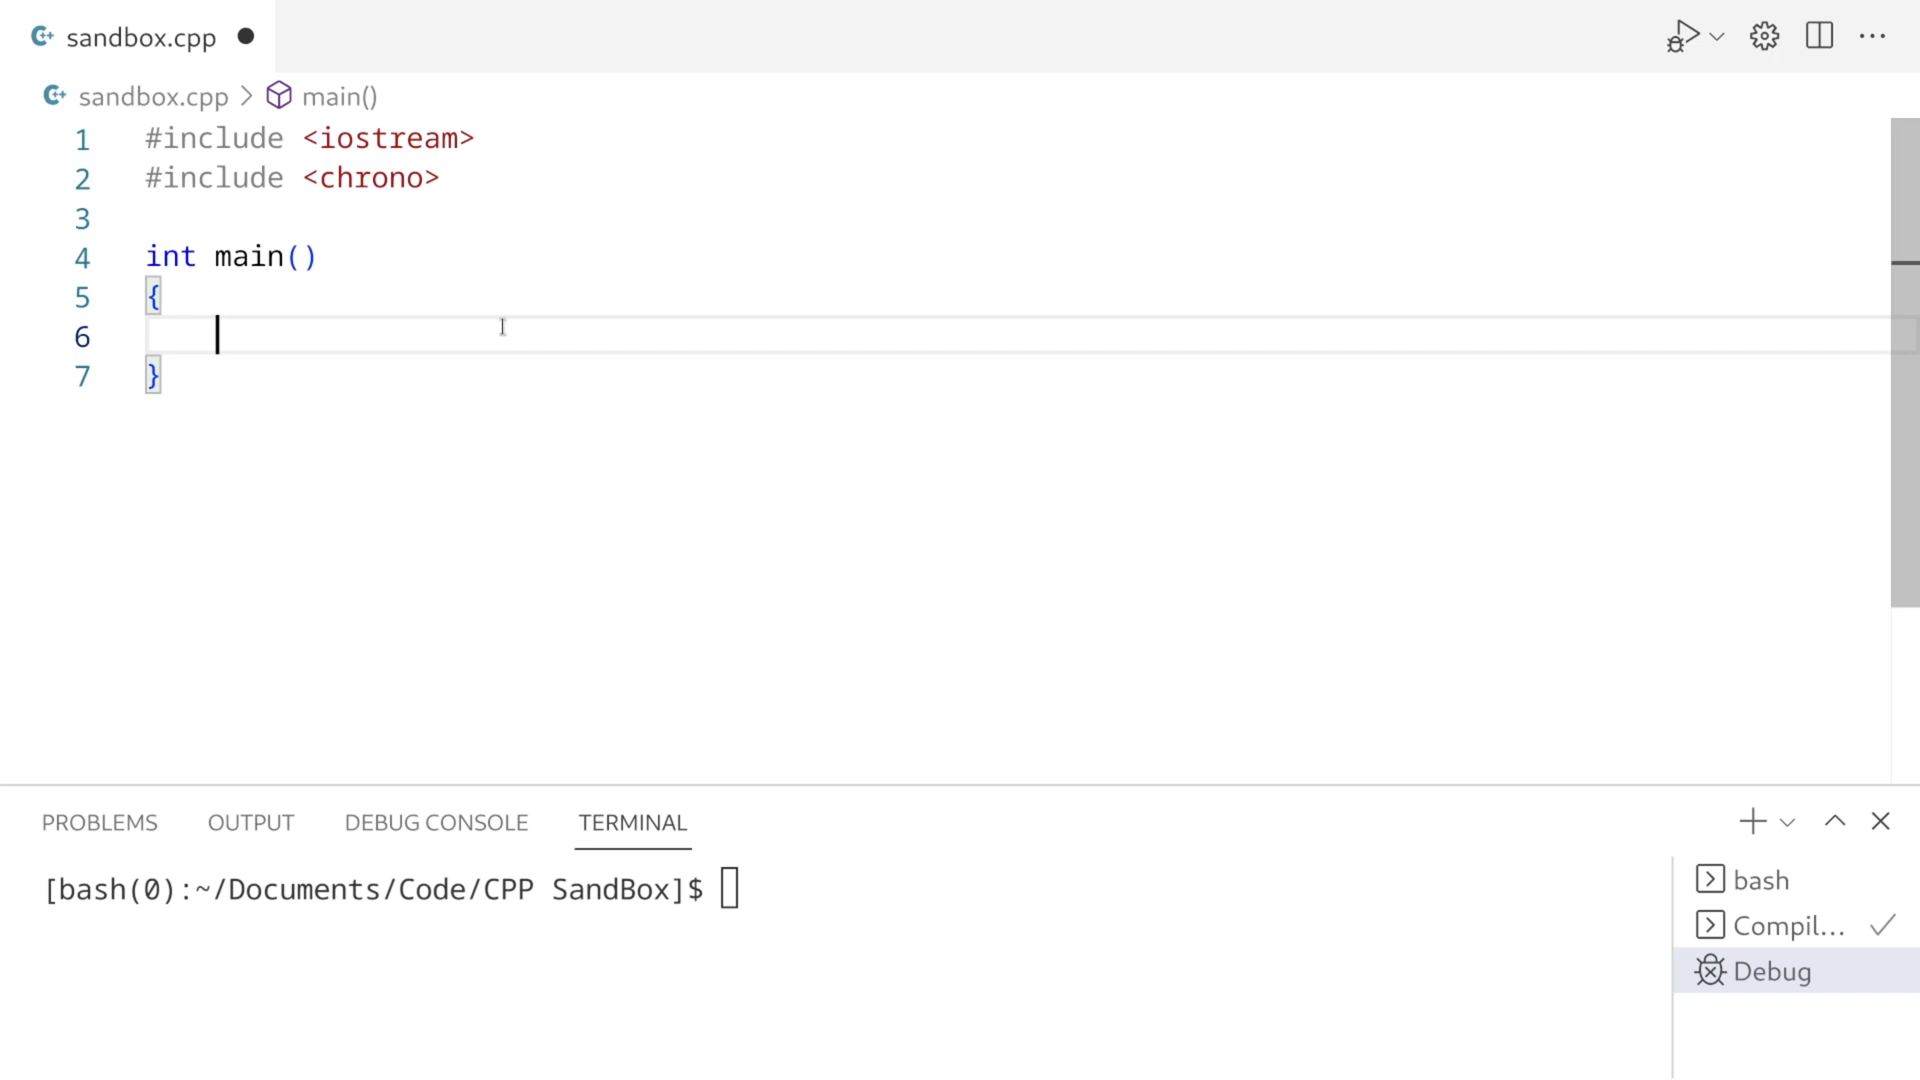 sandbox.cpp
sandbox.cpp > main()
1 #include <iostream>
2 #include <chrono>
3
4 int main()
5 {
6
7 }
PROBLEMS OUTPUT DEBUG CONSOLE TERMINAL
[bash(0):~/Documents/Code/CPP SandBox]$
bash
Compil...
Debug